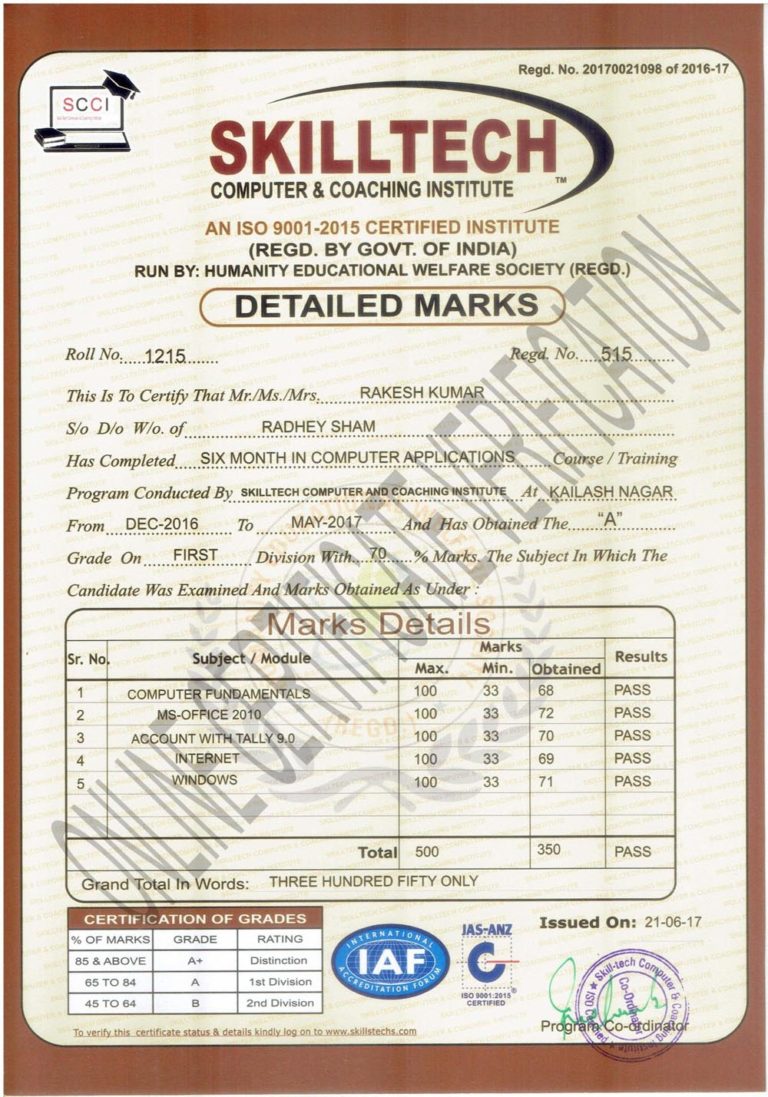 Regd. No. 20170021098 of 2016-17
SCCI
SKILLTECH
COMPUTER & COACHING INSTITUTE ™
AN ISO 9001-2015 CERTIFIED INSTITUTE
(REGD. BY GOVT. OF INDIA)
RUN BY: HUMANITY EDUCATIONAL WELFARE SOCIETY (REGD.)
DETAILED MARKS
Roll No. 1215 Regd. No. 515
This Is To Certify That Mr./Ms./Mrs. RAKESH KUMAR
S/o D/o W/o. of RADHEY SHAM
Has Completed SIX MONTH IN COMPUTER APPLICATIONS Course / Training
Program Conducted By SKILLTECH COMPUTER AND COACHING INSTITUTE At KAILASH NAGAR
From DEC-2016 To MAY-2017 And Has Obtained The "A"
Grade On FIRST Division With 70 % Marks, The Subject In Which The
Candidate Was Examined And Marks Obtained As Under :
ONLINE CERTIFICATE VERIFICATION
Marks Details
Sr. No. Subject / Module Marks Results
Max. Min. Obtained
1 COMPUTER FUNDAMENTALS 100 33 68 PASS
2 MS-OFFICE 2010 100 33 72 PASS
3 ACCOUNT WITH TALLY 9.0 100 33 70 PASS
4 INTERNET 100 33 69 PASS
5 WINDOWS 100 33 71 PASS
Total 500 350 PASS
Grand Total In Words: THREE HUNDRED FIFTY ONLY
CERTIFICATION OF GRADES
% OF MARKS GRADE RATING
85 & ABOVE A+ Distinction
65 TO 84 A 1st Division
45 TO 64 B 2nd Division
INTERNATIONAL
IAF
ACCREDITATION FORUM
JAS-ANZ
C
ISO 9001:2015
CERTIFIED
Issued On: 21-06-17
Skill-tech Computer & Coaching Institute
Co-Ordinator
Program Co-ordinator
To verify this certificate status & details kindly log on to www.skillstechs.com